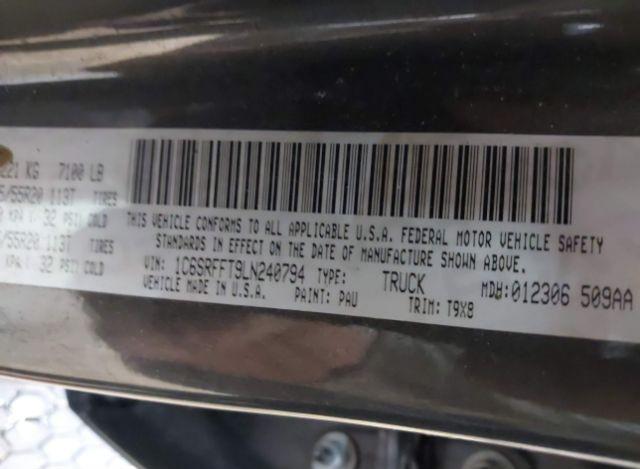 221 KG 7100 LB
/55R20 113T TIRES
KPA / 32 PSI COLD
/55R20 113T TIRES
KPA / 32 PSI COLD
THIS VEHICLE CONFORMS TO ALL APPLICABLE U.S.A. FEDERAL MOTOR VEHICLE SAFETY
STANDARDS IN EFFECT ON THE DATE OF MANUFACTURE SHOWN ABOVE.
VIN: 1C6SRFFT9LN240794 TYPE: TRUCK MDH:012306 509AA
VEHICLE MADE IN U.S.A. PAINT: PAU TRIM: T9X8